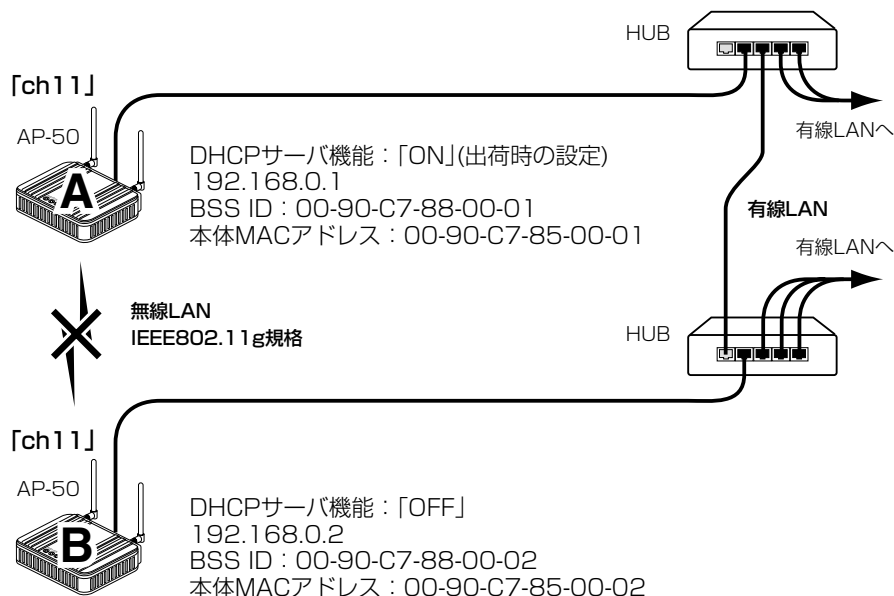 HUB
「ch11」
AP-50
有線LANへ
A
DHCPサーバ機能：「ON」(出荷時の設定)
192.168.0.1
BSS ID：00-90-C7-88-00-01
本体MACアドレス：00-90-C7-85-00-01
有線LAN
有線LANへ
無線LAN
IEEE802.11g規格
HUB
「ch11」
AP-50
B
DHCPサーバ機能：「OFF」
192.168.0.2
BSS ID：00-90-C7-88-00-02
本体MACアドレス：00-90-C7-85-00-02